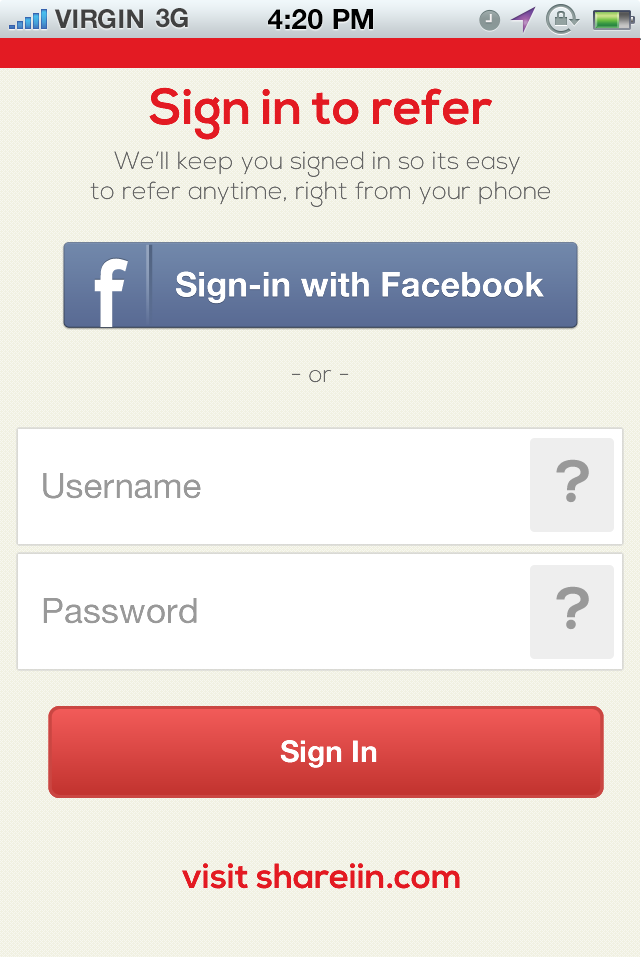 VIRGIN 3G 4:20 PM
Sign in to refer
We'll keep you signed in so its easy
to refer anytime, right from your phone
f Sign-in with Facebook
- or -
Username ?
Password ?
Sign In
visit shareiin.com